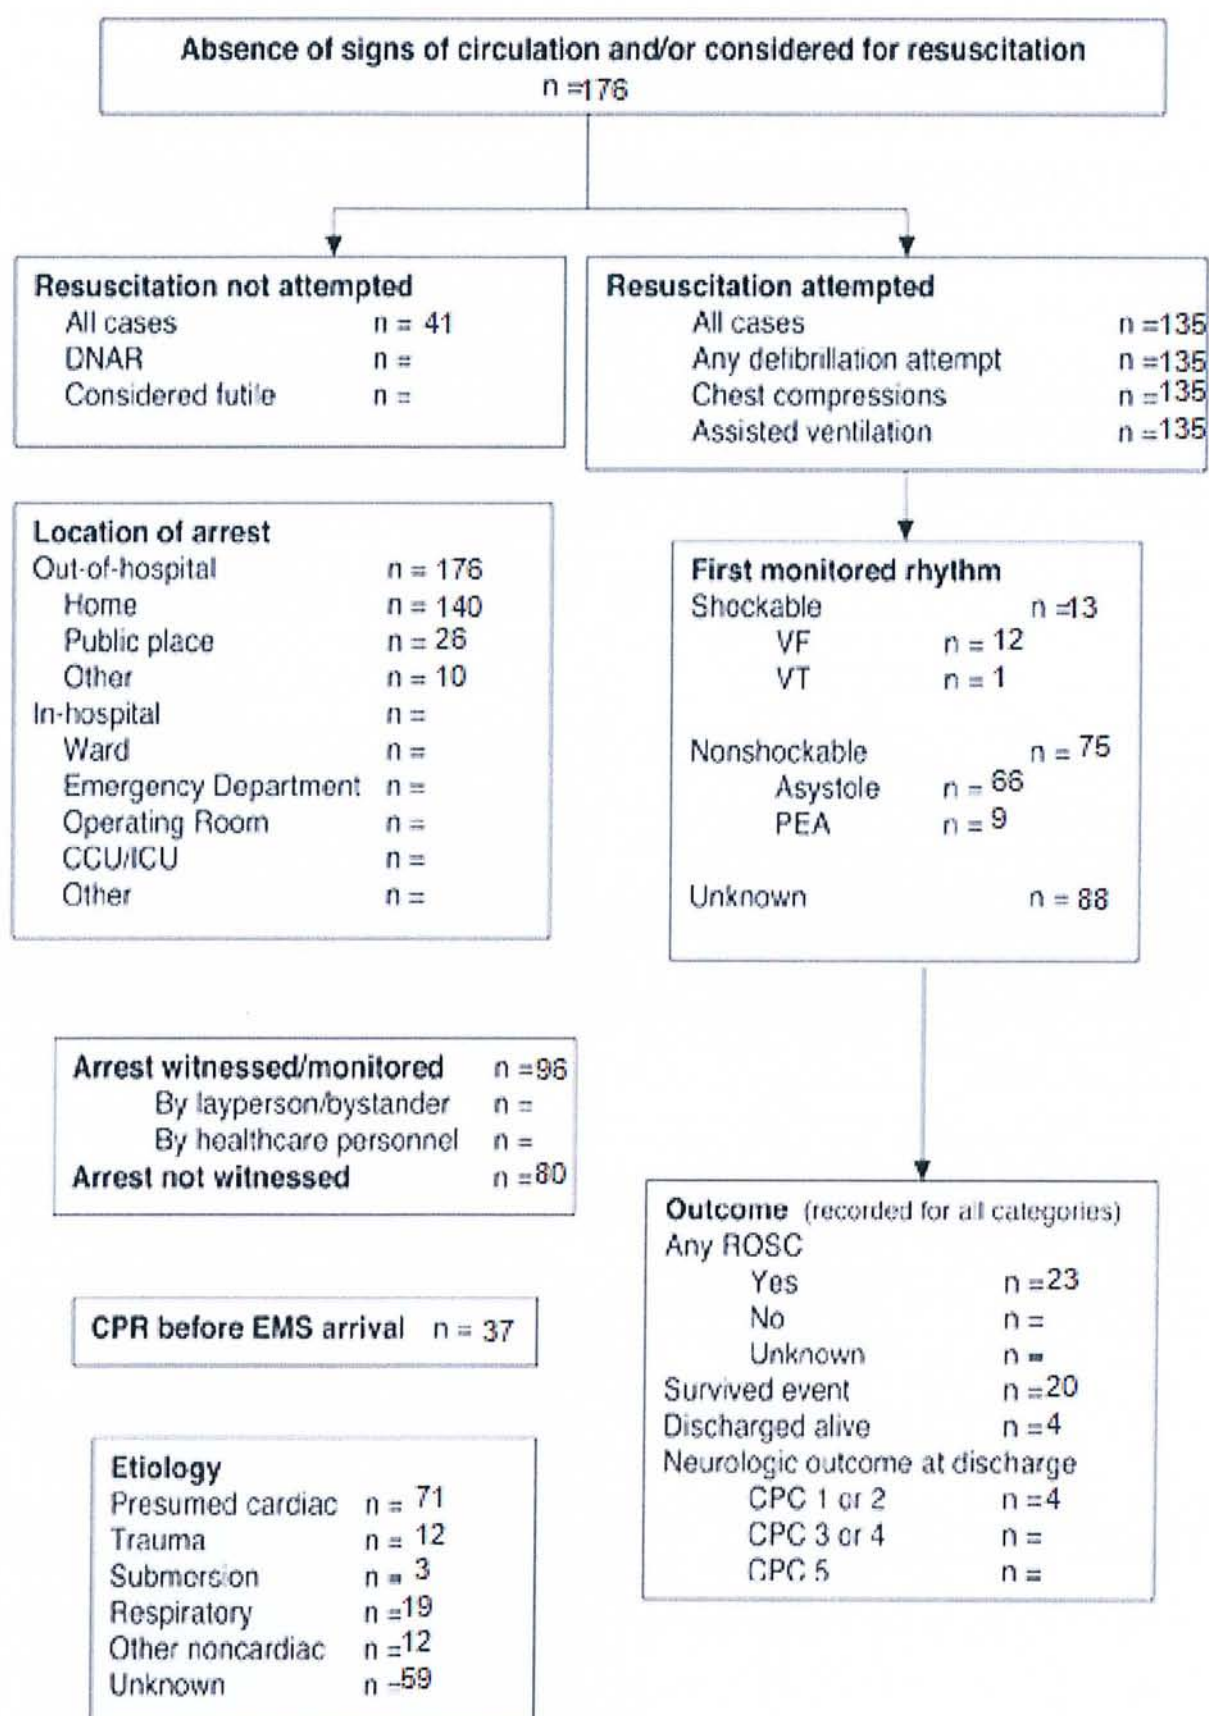 Absence of signs of circulation and/or considered for resuscitation
n =176
Resuscitation not attempted
All cases n = 41
DNAR n =
Considered futile n =
Resuscitation attempted
All cases n =135
Any defibrillation attempt n =135
Chest compressions n =135
Assisted ventilation n =135
Location of arrest
Out-of-hospital n = 176
Home n = 140
Public place n = 26
Other n = 10
In-hospital n =
Ward n =
Emergency Department n =
Operating Room n =
CCU/ICU n =
Other n =
First monitored rhythm
Shockable n =13
VF n = 12
VT n = 1
Nonshockable n = 75
Asystole n = 66
PEA n = 9
Unknown n = 88
Arrest witnessed/monitored n =96
By layperson/bystander n =
By healthcare personnel n =
Arrest not witnessed n =80
CPR before EMS arrival n = 37
Etiology
Presumed cardiac n = 71
Trauma n = 12
Submersion n = 3
Respiratory n =19
Other noncardiac n =12
Unknown n =59
Outcome (recorded for all categories)
Any ROSC
Yes n =23
No n =
Unknown n =
Survived event n =20
Discharged alive n =4
Neurologic outcome at discharge
CPC 1 or 2 n =4
CPC 3 or 4 n =
CPC 5 n =